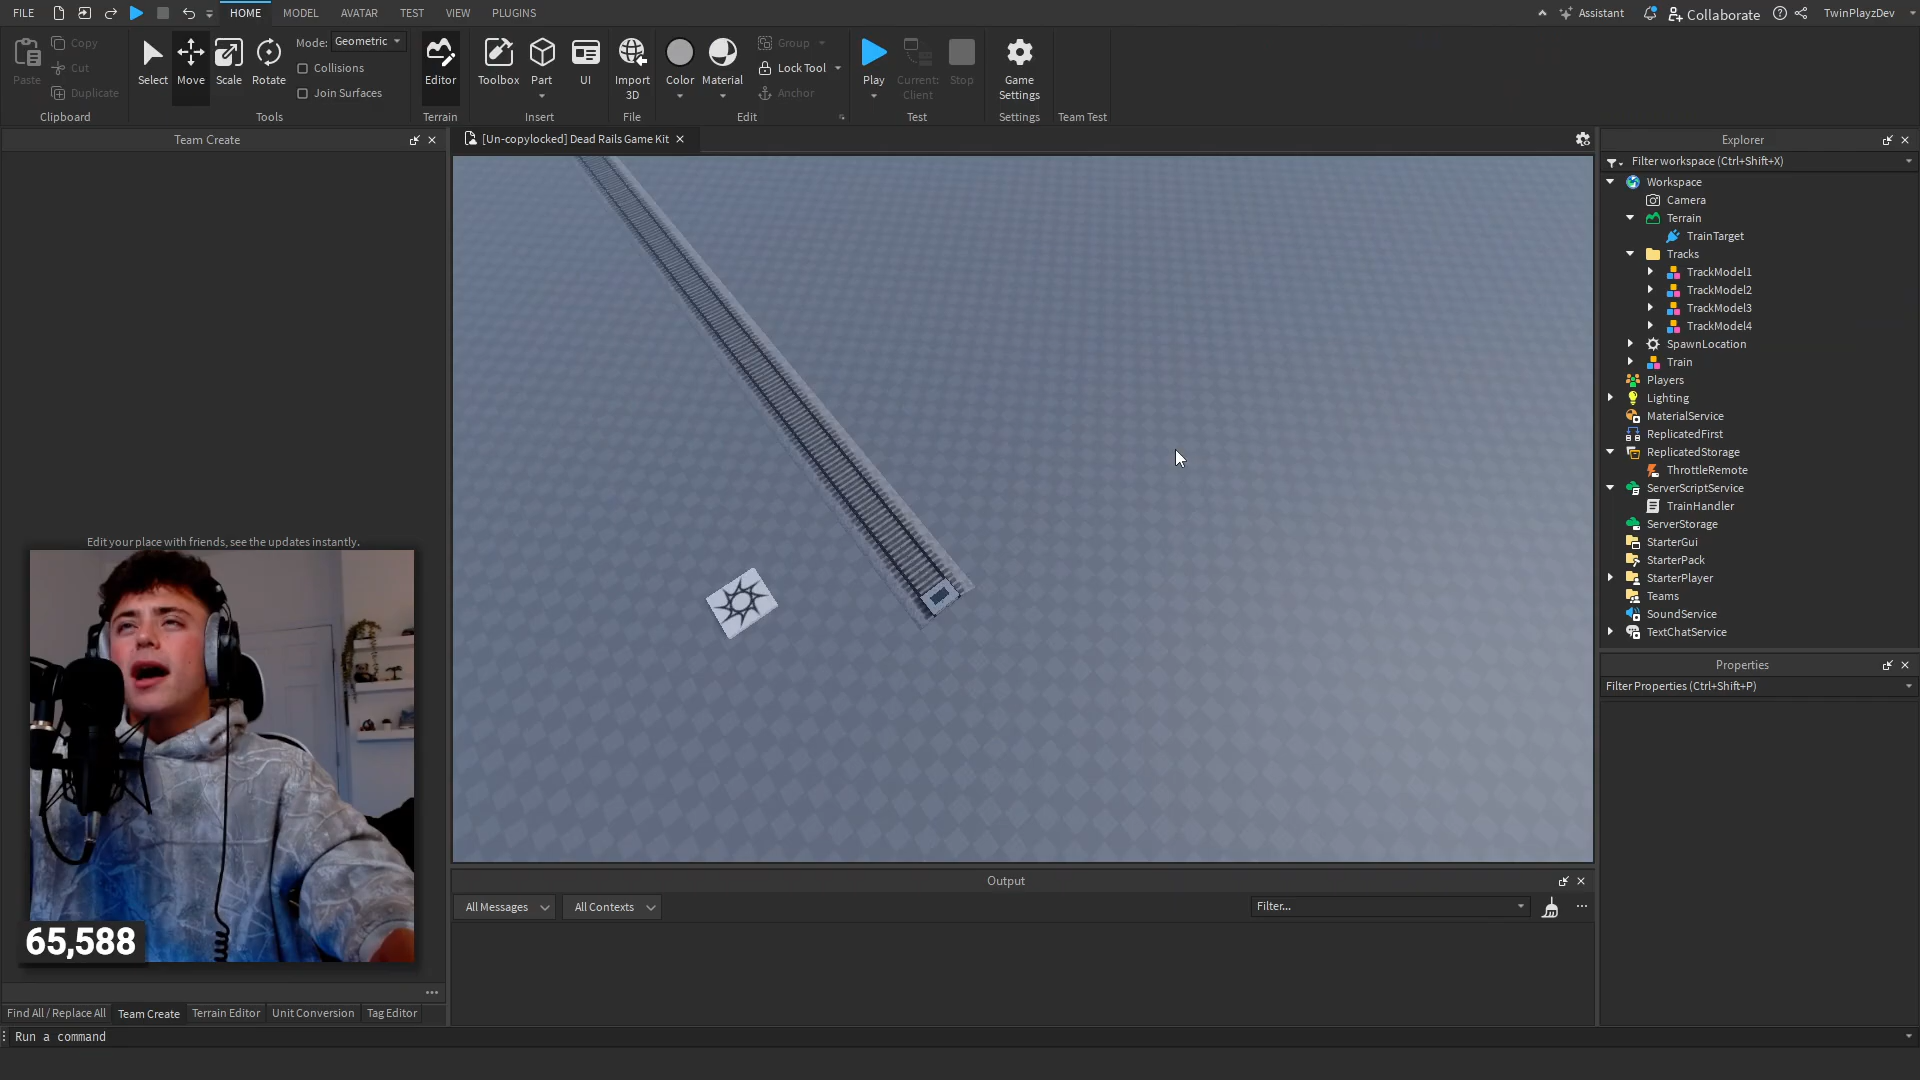 FILE HOME MODEL AVATAR TEST VIEW PLUGINS Assistant Collaborate TwinPlayzDev
Paste Copy Cut Duplicate
Clipboard
Select Move Scale Rotate
Mode: Geometric
Collisions
Join Surfaces
Tools
Editor
Terrain
Toolbox Part UI
Insert
Import
3D
File
Color Material
Group
Lock Tool
Anchor
Edit
Play
Current:
Client
Stop
Test
Game
Settings
Settings
Team Test
Team Create
[Un-copylocked] Dead Rails Game Kit
Explorer
Filter workspace (Ctrl+Shift+X)
Workspace
Camera
Terrain
TrainTarget
Tracks
TrackModel1
TrackModel2
TrackModel3
TrackModel4
SpawnLocation
Train
Players
Lighting
MaterialService
ReplicatedFirst
ReplicatedStorage
ThrottleRemote
ServerScriptService
TrainHandler
ServerStorage
StarterGui
StarterPack
StarterPlayer
Teams
SoundService
TextChatService
Properties
Filter Properties (Ctrl+Shift+P)
Edit your place with friends, see the updates instantly.
65,588
Output
All Messages All Contexts Filter...
Find All / Replace All Team Create Terrain Editor Unit Conversion Tag Editor
Run a command